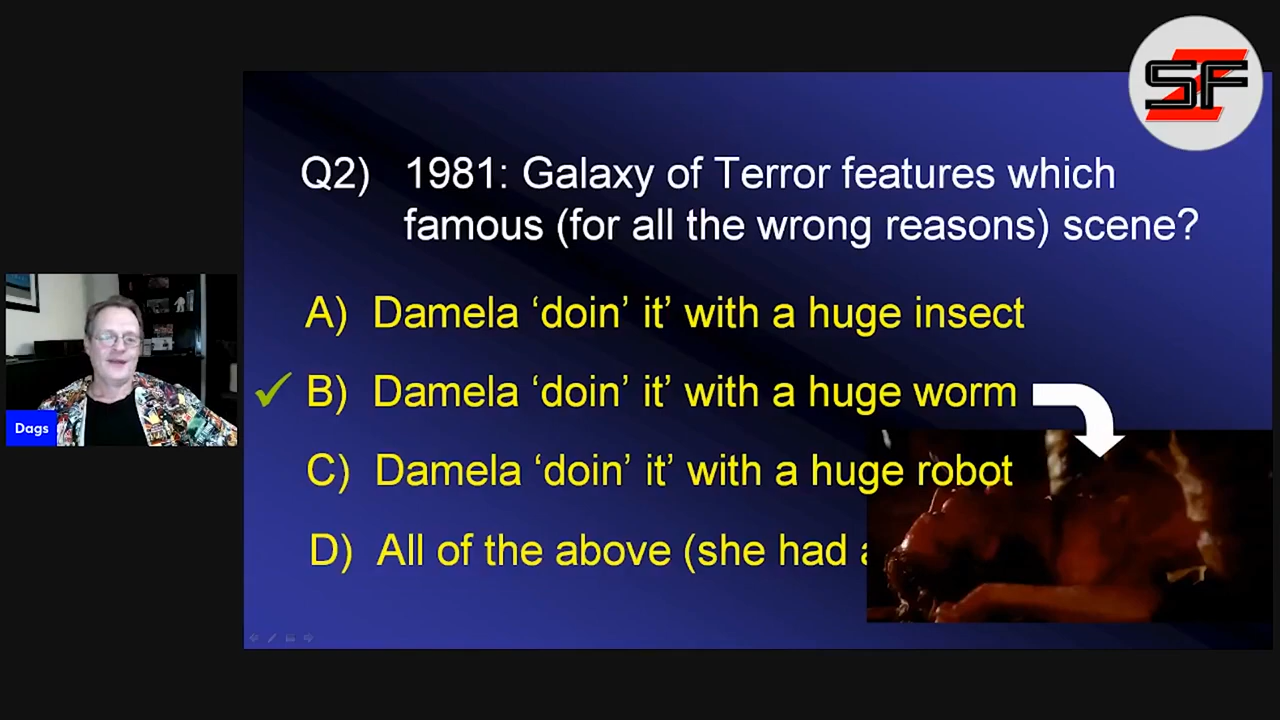 SF
Q2) 1981: Galaxy of Terror features which
famous (for all the wrong reasons) scene?
A) Damela ‘doin’ it’ with a huge insect
B) Damela ‘doin’ it’ with a huge worm
C) Damela ‘doin’ it’ with a huge robot
D) All of the above (she had a
Dags